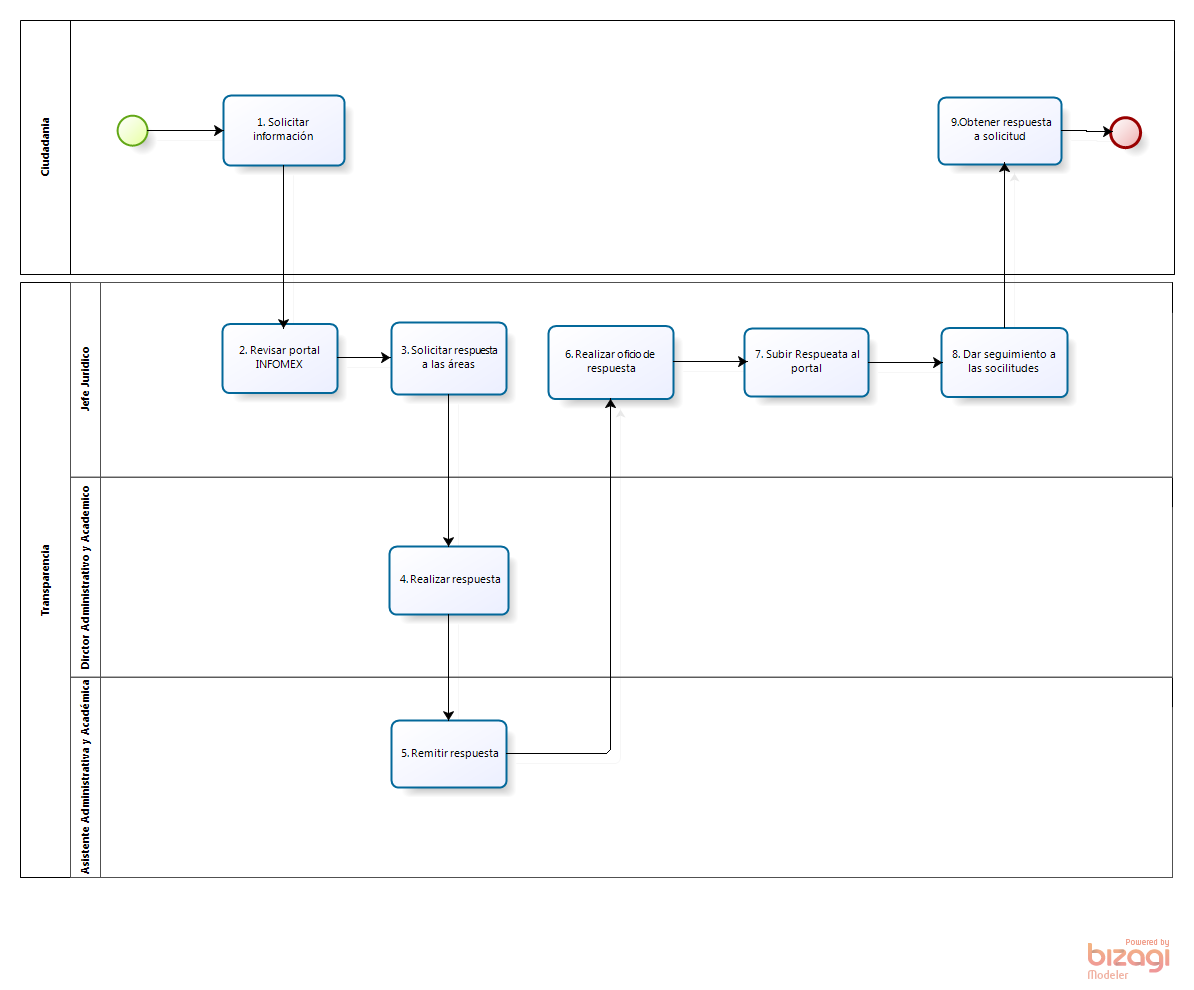 Ciudadanía
1. Solicitar
información
9.Obtener respuesta
a solicitud
Transparencia
Jefe Jurídico
2. Revisar portal
INFOMEX
3. Solicitar respuesta
a las áreas
6. Realizar oficio de
respuesta
7. Subir Respueata al
portal
8. Dar seguimiento a
las socilitudes
Dirctor Administrativo y Academico
4. Realizar respuesta
Asistente Administrativa y Académica
5. Remitir respuesta
Powered by
bizagi
Modeler